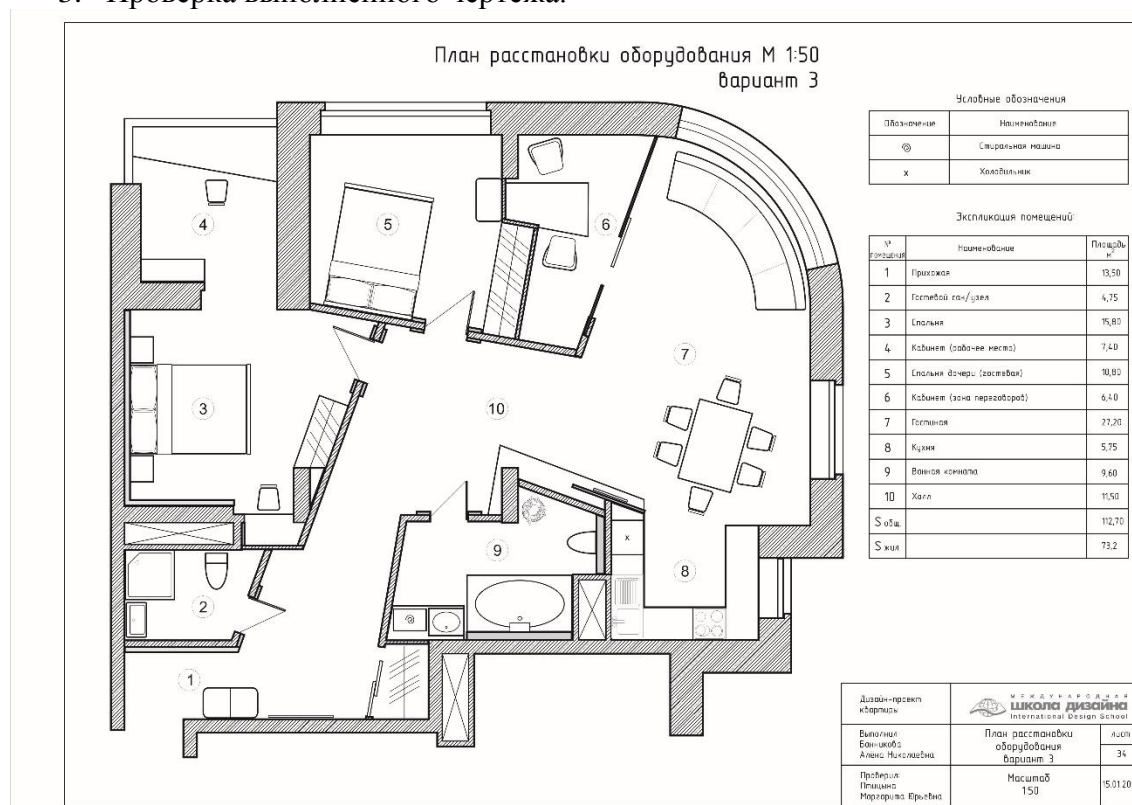 План расстановки оборудования М 1:50
вариант 3
Условные обозначения
Обозначение Наименование
Стиральная машина
x Холодильник
Экспликация помещений:
№ помещения Наименование Площадь м²
1 Прихожая 13,50
2 Гостевой сан/узел 4,75
3 Спальня 15,80
4 Кабинет (рабочее место) 7,40
5 Спальня дочери (гостевая) 10,80
6 Кабинет (зона переговоров) 6,40
7 Гостиная 27,20
8 Кухня 5,75
9 Ванная комната 9,60
10 Холл 11,50
S общ. 112,70
S жил 73,2
4
5
6
7
3
10
9
8
2
1
x
Дизайн-проект
квартиры
МЕЖДУНАРОДНАЯ
ШКОЛА ДИЗАЙНА
International Design School
Выполнил
Банникова
Алёна Николаевна
План расстановки
оборудования
вариант 3
лист
34
Проверил:
Птицына
Маргарита Юрьевна
Масштаб
1:50
15.01.20